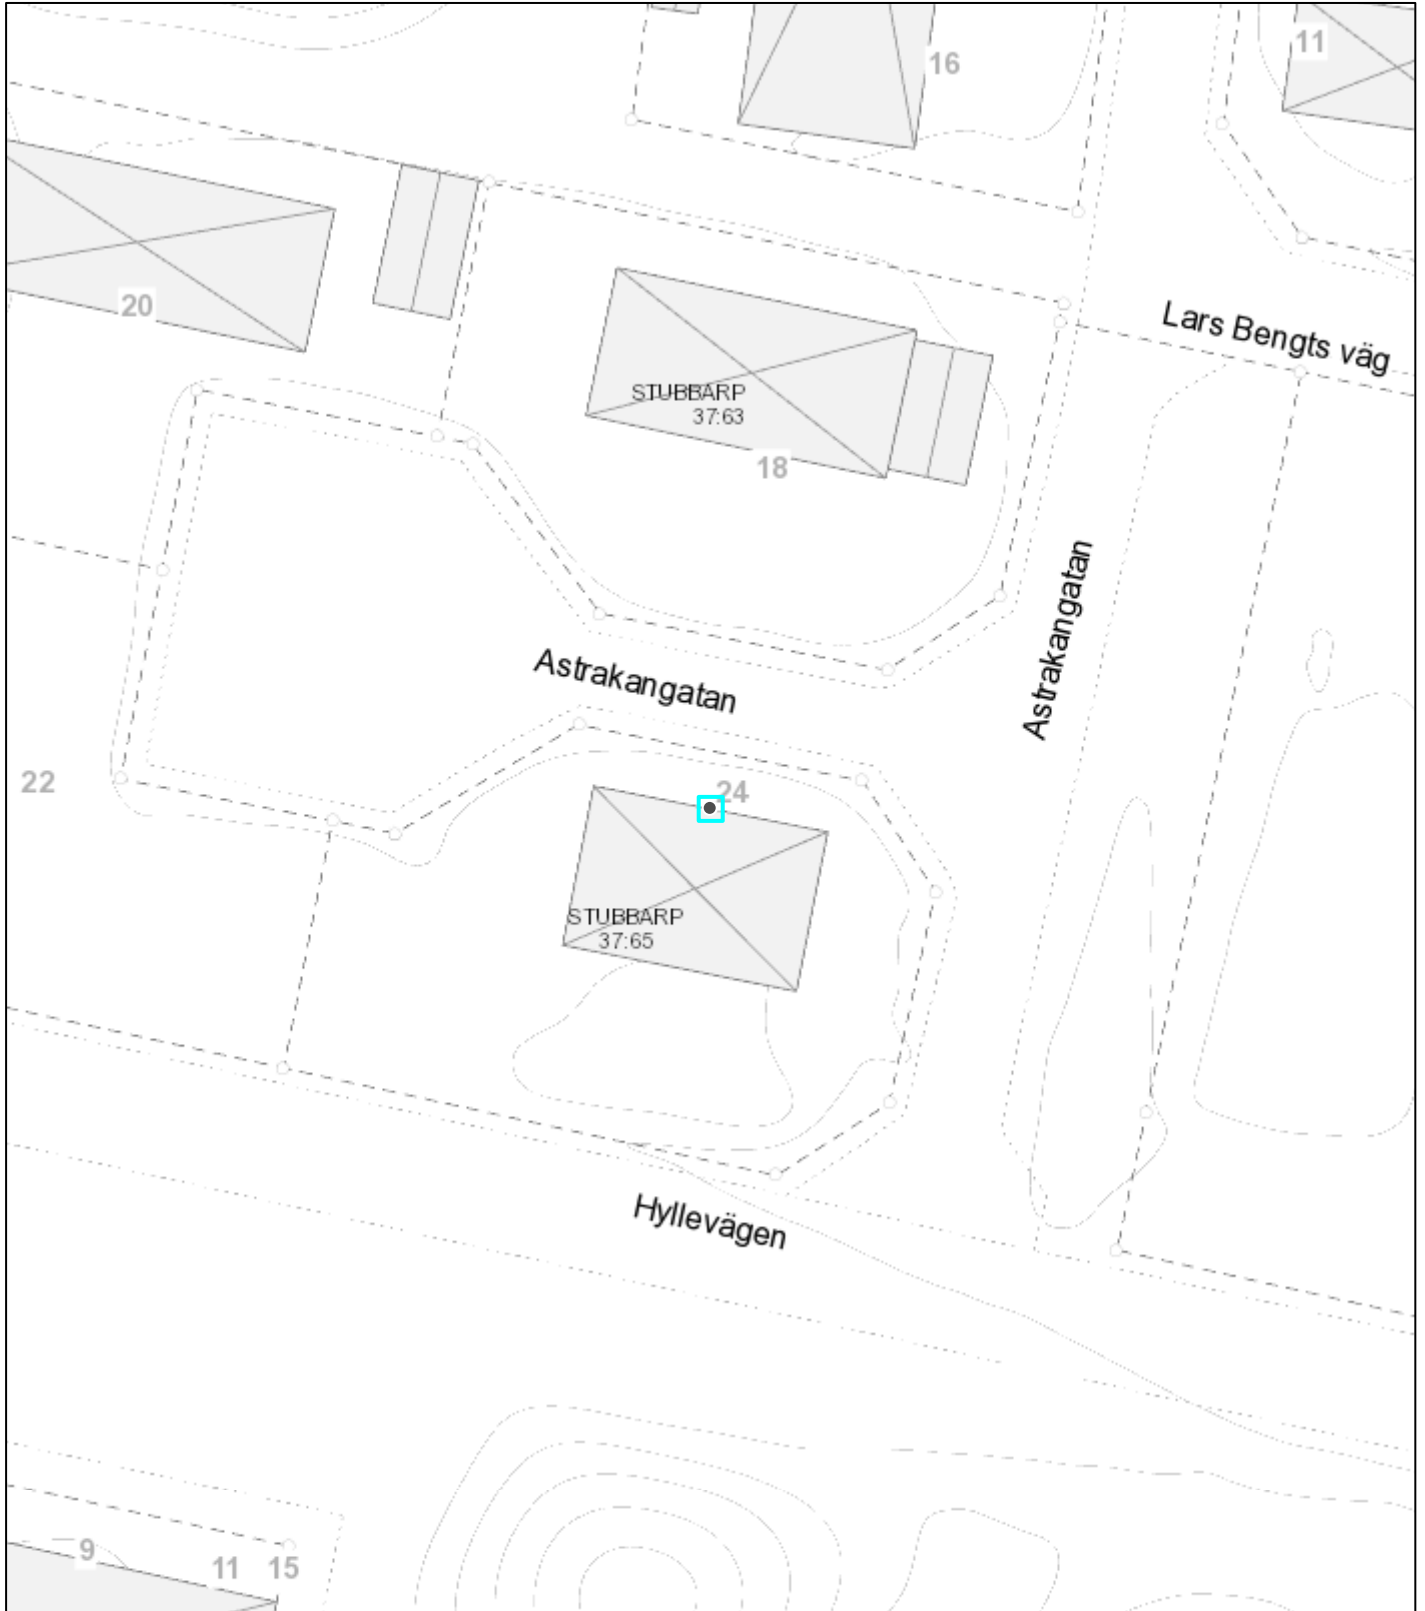 11
16
20
Lars Bengts väg
STUBBARP
37:63
18
Astrakangatan
Astrakangatan
22
24
STUBBARP
37:65
Hyllevägen
9
11
15